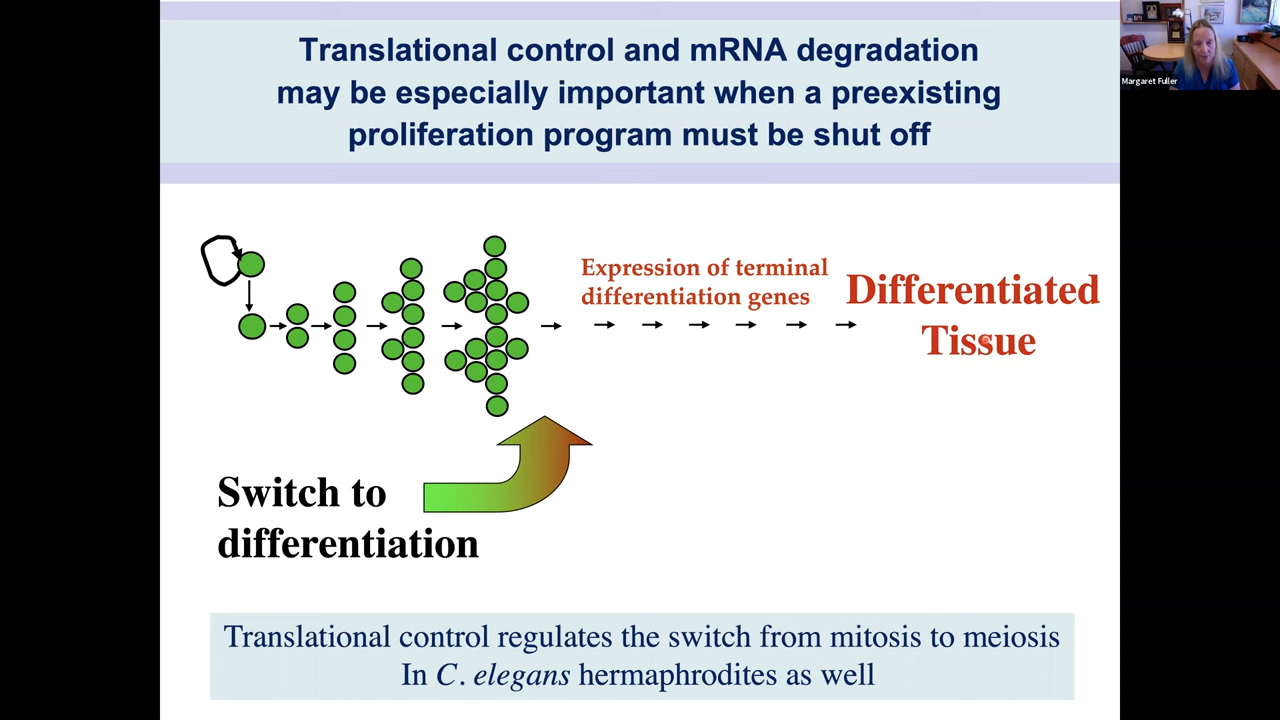 Translational control and mRNA degradation
may be especially important when a preexisting
proliferation program must be shut off
Margaret Fuller
Expression of terminal
differentiation genes
Differentiated
Tissue
Switch to
differentiation
Translational control regulates the switch from mitosis to meiosis
In C. elegans hermaphrodites as well